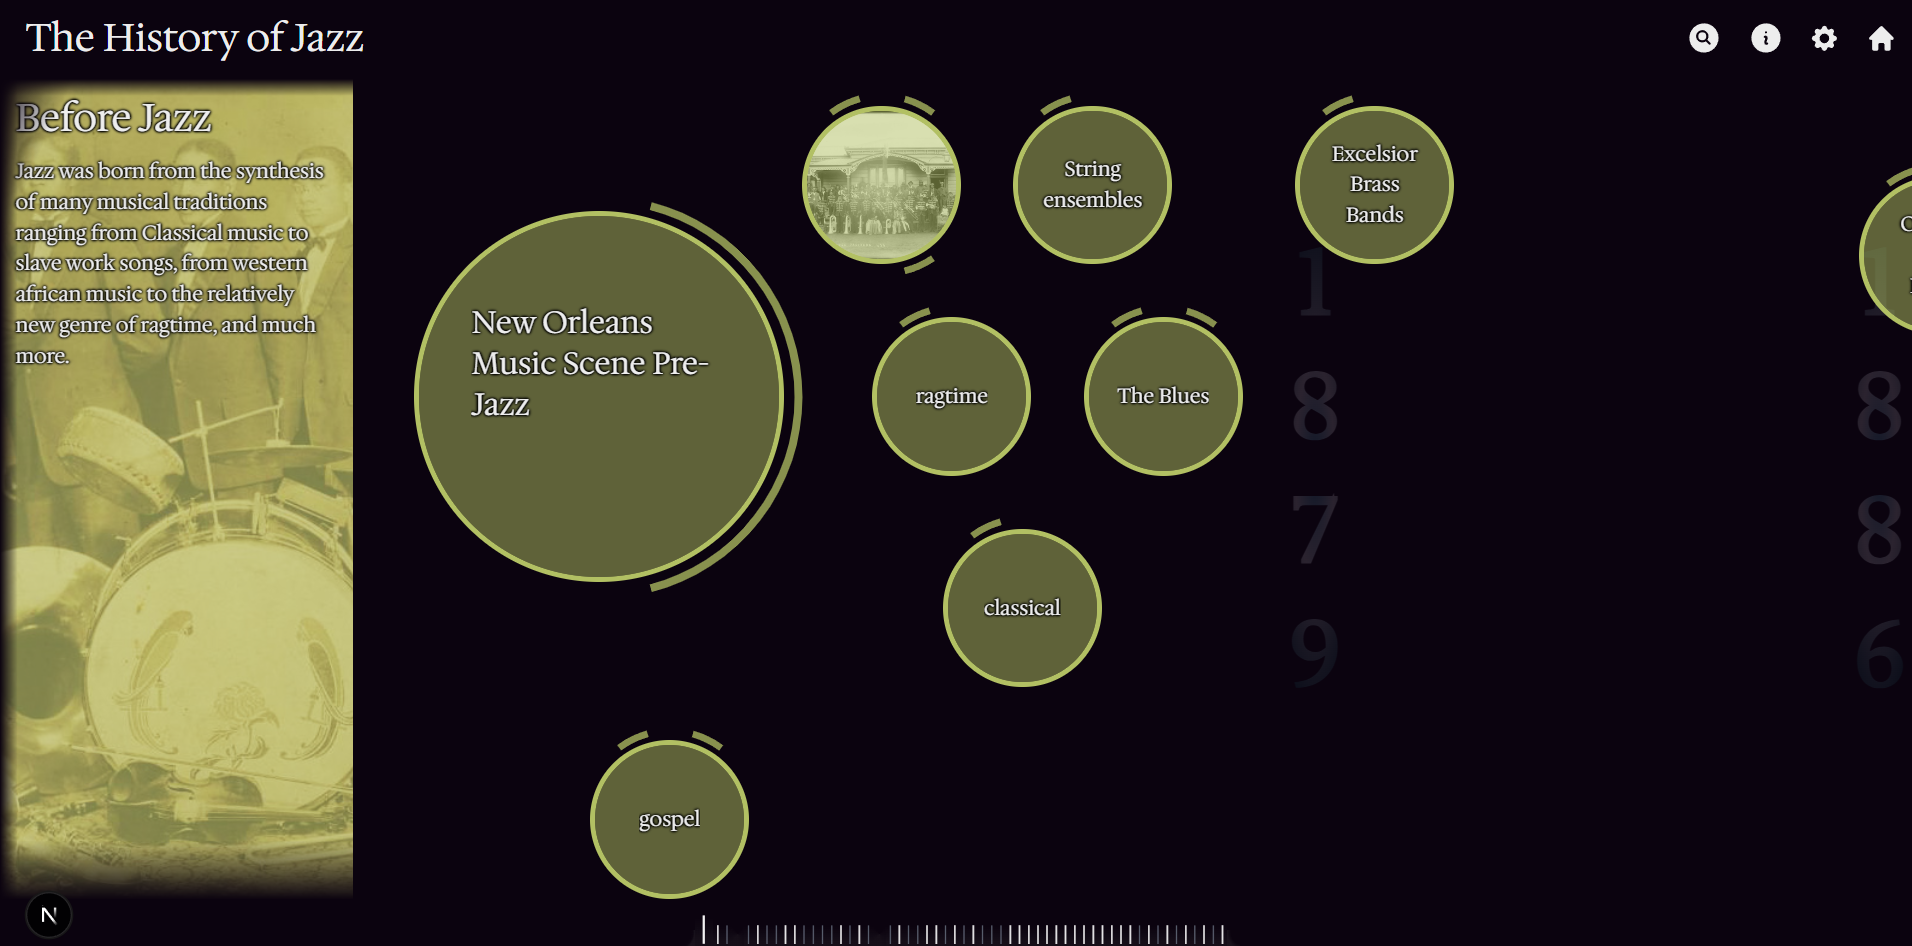 The History of Jazz
Before Jazz
Jazz was born from the synthesis
of many musical traditions
ranging from Classical music to
slave work songs, from western
african music to the relatively
new genre of ragtime, and much
more.
New Orleans
Music Scene Pre-
Jazz
String
ensembles
Excelsior
Brass
Bands
ragtime
The Blues
classical
gospel
1
8
7
9
1
8
8
6
N